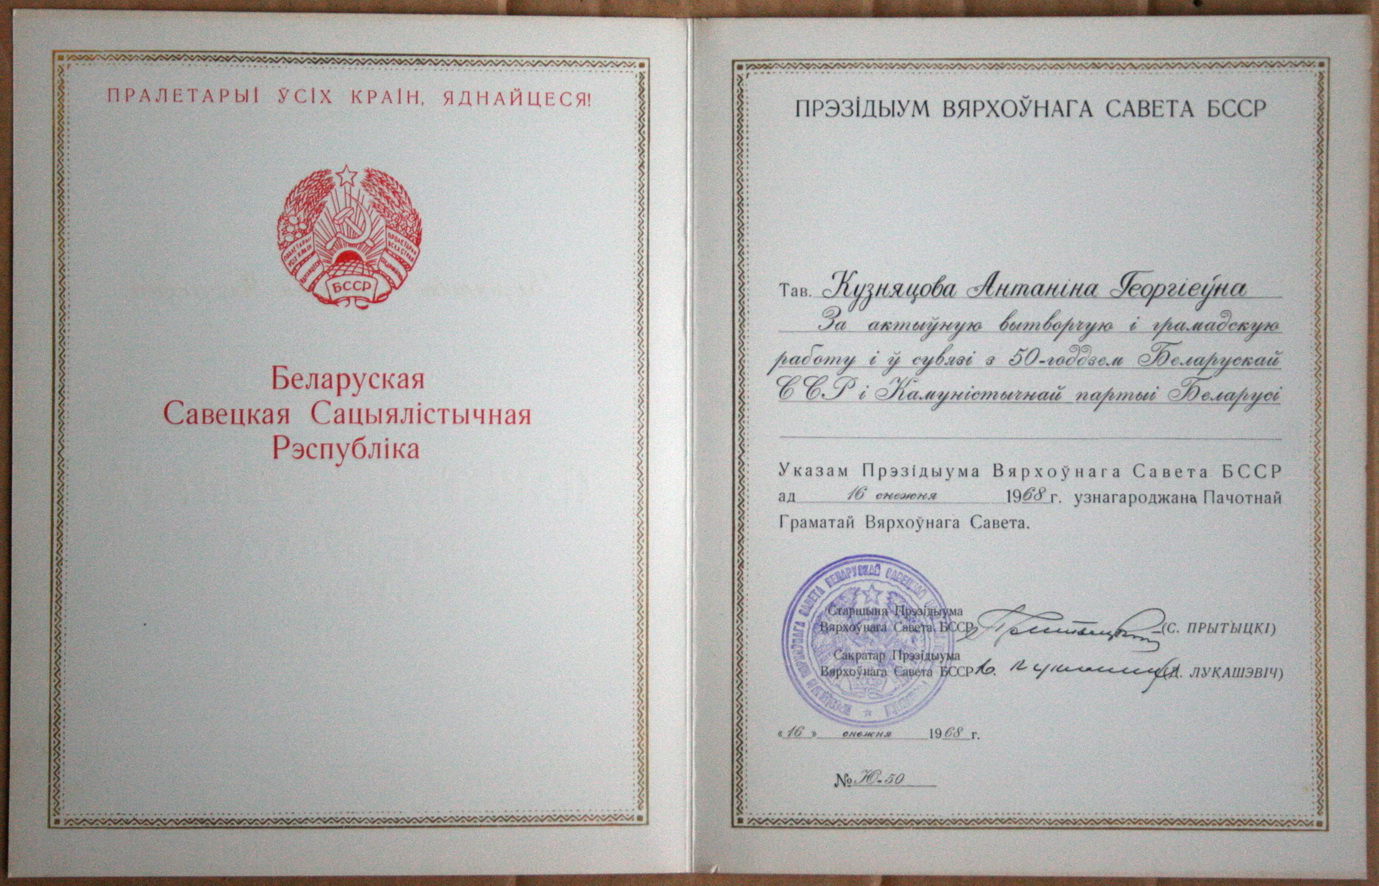 ПРАЛЕТАРЫІ ЎСІХ КРАІН, ЯДНАЙЦЕСЯ!
БССР
Беларуская
Савецкая Сацыялістычная
Рэспубліка
ПРЭЗІДЫУМ ВЯРХОЎНАГА САВЕТА БССР
Тав. Кузняцова Антаніна Георгіеўна
За актыўную вытворчую і грамадскую
работу і ў сувязі з 50-годдзем Беларускай
ССР і Камуністычнай партыі Беларусі
Указам Прэзідыума Вярхоўнага Савета БССР
ад 16 снежня 1968 г. узнагароджана Пачотнай
Граматай Вярхоўнага Савета.
Старшыня Прэзідыума
Вярхоўнага Савета БССР (С. ПРЫТЫЦКІ)
Сакратар Прэзідыума
Вярхоўнага Савета БССР (Д. ЛУКАШЭВІЧ)
«16» снежня 1968 г.
№ Ю-50